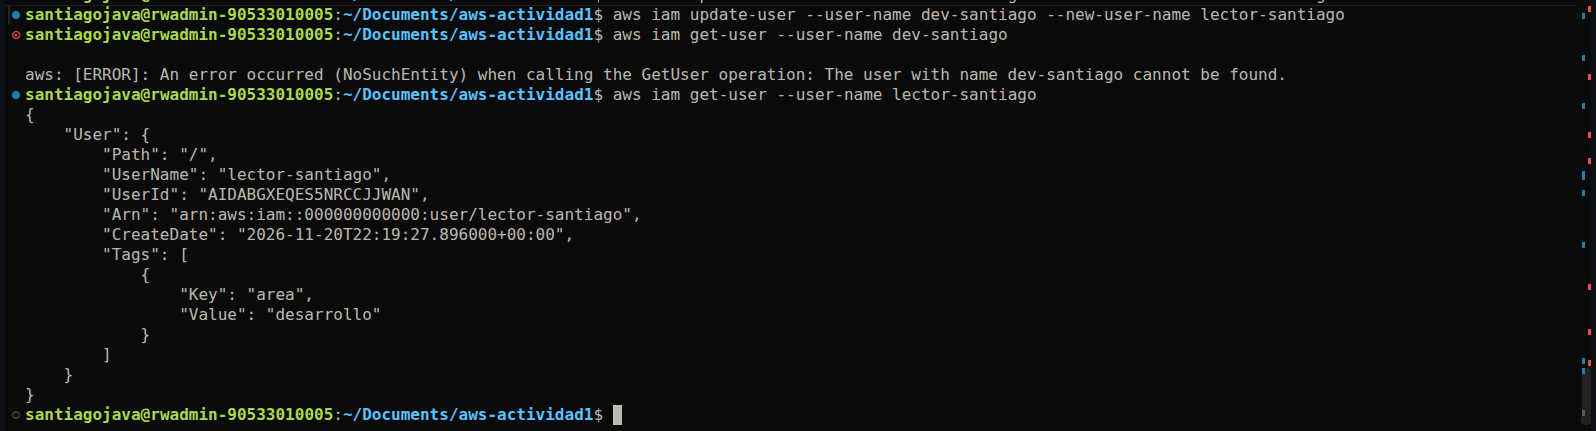 santiagojava@rwadmin-90533010005:~/Documents/aws-actividad1$ aws iam update-user --user-name dev-santiago --new-user-name lector-santiago
santiagojava@rwadmin-90533010005:~/Documents/aws-actividad1$ aws iam get-user --user-name dev-santiago
aws: [ERROR]: An error occurred (NoSuchEntity) when calling the GetUser operation: The user with name dev-santiago cannot be found.
santiagojava@rwadmin-90533010005:~/Documents/aws-actividad1$ aws iam get-user --user-name lector-santiago
{
    "User": {
        "Path": "/",
        "UserName": "lector-santiago",
        "UserId": "AIDABGXEQES5NRCCJJWAN",
        "Arn": "arn:aws:iam::000000000000:user/lector-santiago",
        "CreateDate": "2026-11-20T22:19:27.896000+00:00",
        "Tags": [
            {
                "Key": "area",
                "Value": "desarrollo"
            }
        ]
    }
}
santiagojava@rwadmin-90533010005:~/Documents/aws-actividad1$